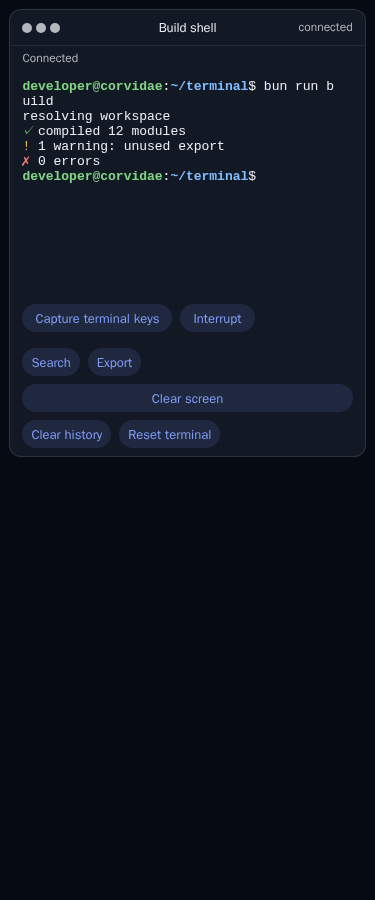 Build shell
connected
Connected
developer@corvidae:~/terminal$ bun run b
uild
resolving workspace
✓ compiled 12 modules
! 1 warning: unused export
✗ 0 errors
developer@corvidae:~/terminal$
Capture terminal keys
Interrupt
Search
Export
Clear screen
Clear history
Reset terminal